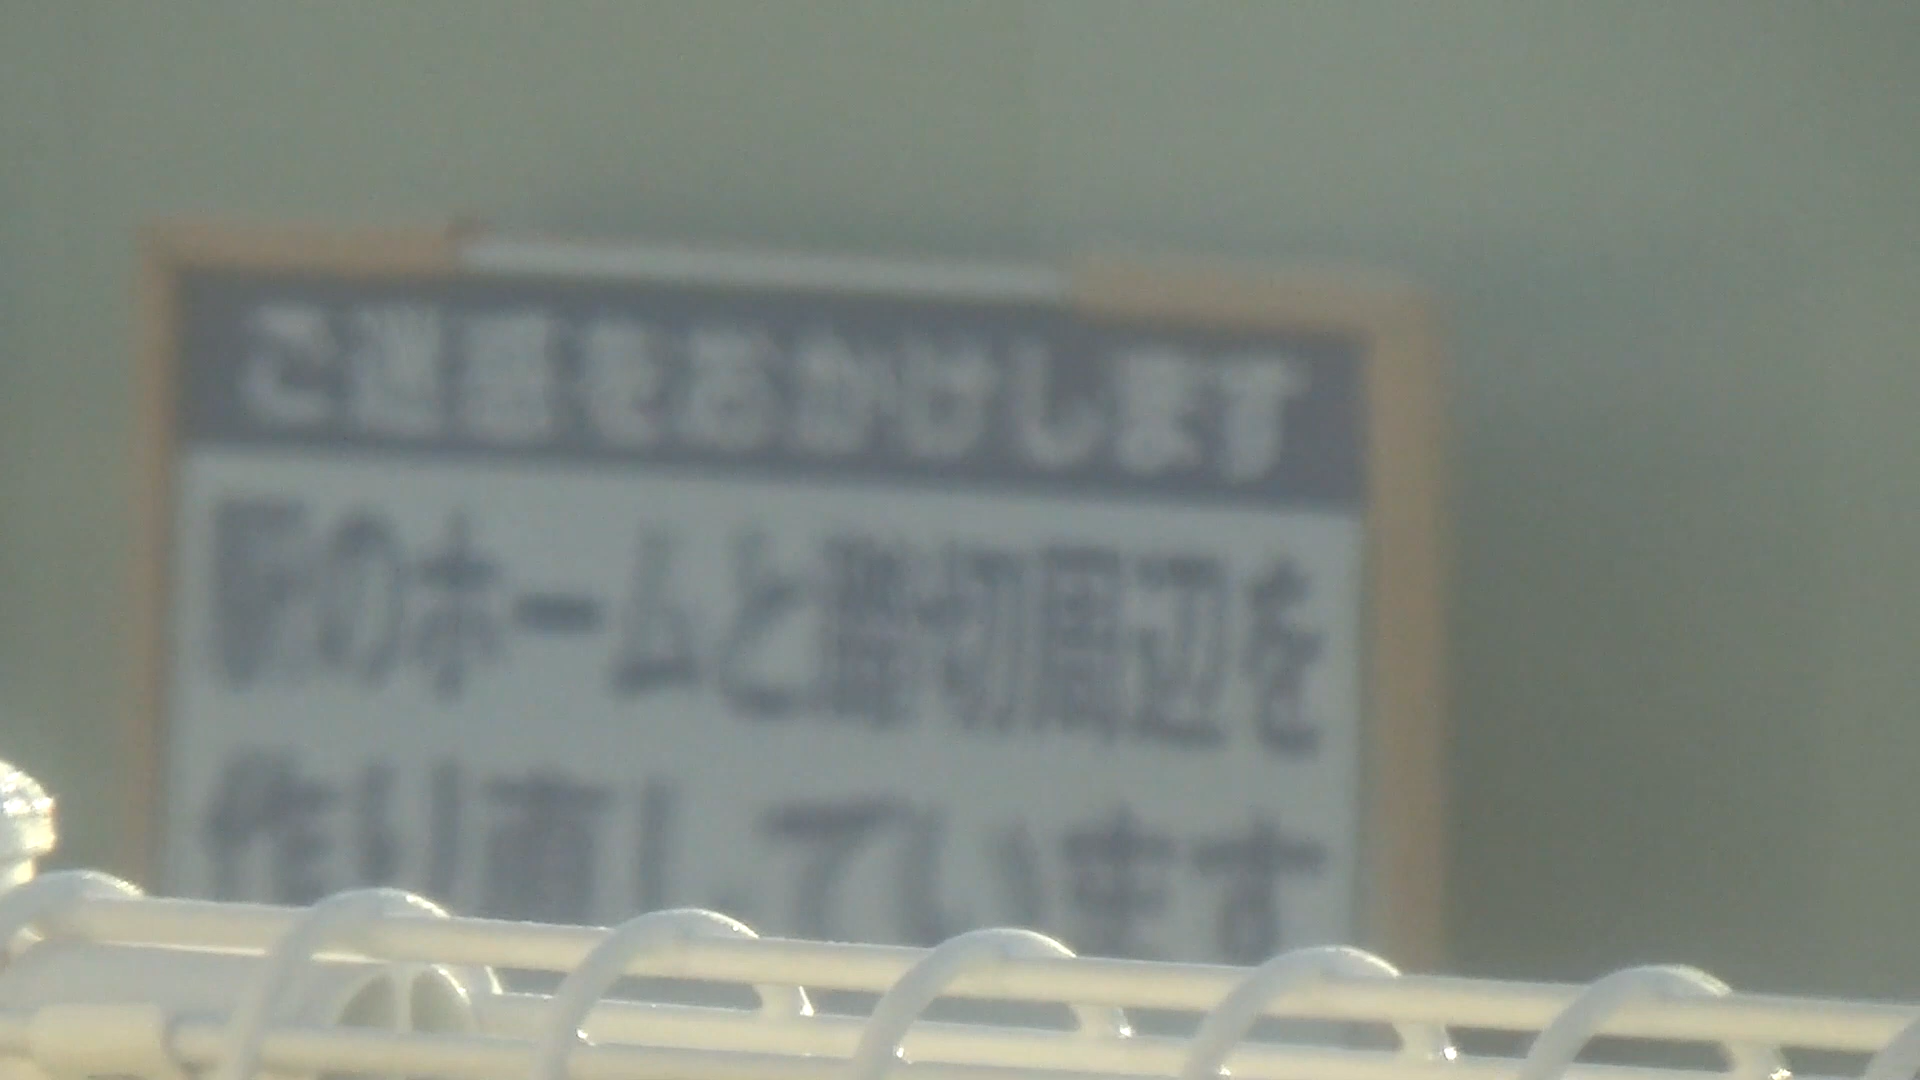 ご迷惑をおかけします
駅のホームと踏切周辺を
作り直しています